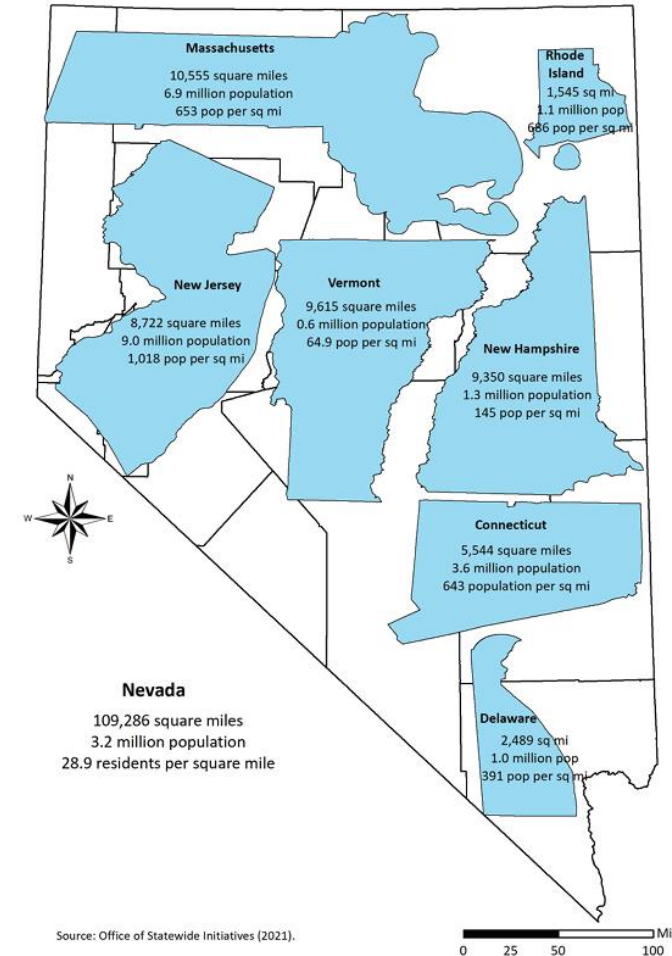 Massachusetts
10,555 square miles
6.9 million population
653 pop per sq mi
Rhode
Island
1,545 sq mi
1.1 million pop
686 pop per sq mi
New Jersey
8,722 square miles
9.0 million population
1,018 pop per sq mi
Vermont
9,615 square miles
0.6 million population
64.9 pop per sq mi
New Hampshire
9,350 square miles
1.3 million population
145 pop per sq mi
N
W
E
S
Connecticut
5,544 square miles
3.6 million population
643 population per sq mi
Nevada
109,286 square miles
3.2 million population
28.9 residents per square mile
Delaware
2,489 sq mi
1.0 million pop
391 pop per sq mi
Source: Office of Statewide Initiatives (2021).
Mi
0 25 50 100